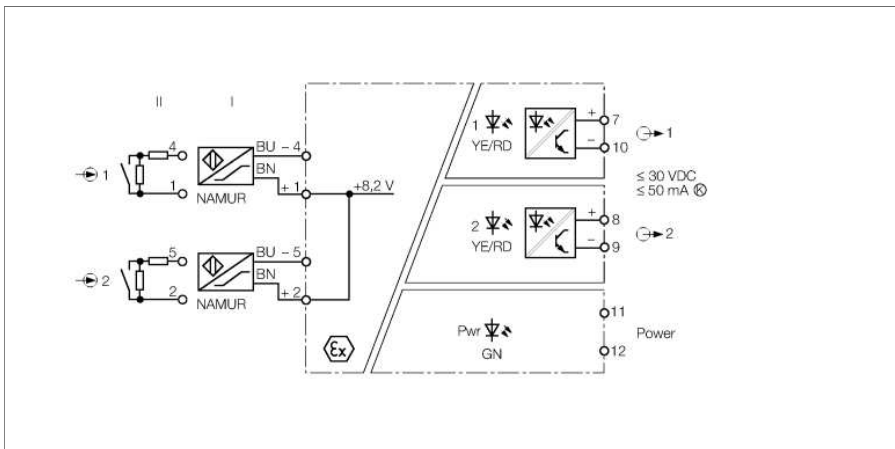 II I
4 BU – 4
1 BN
1 + 1 +8,2 V
NAMUR
5 BU – 5
2 BN
2 + 2
NAMUR
Ex
1 YE/RD
+ 7
– 10
1
≤ 30 VDC
≤ 50 mA K
2 YE/RD
+ 8
– 9
2
Pwr
GN
11
12
Power